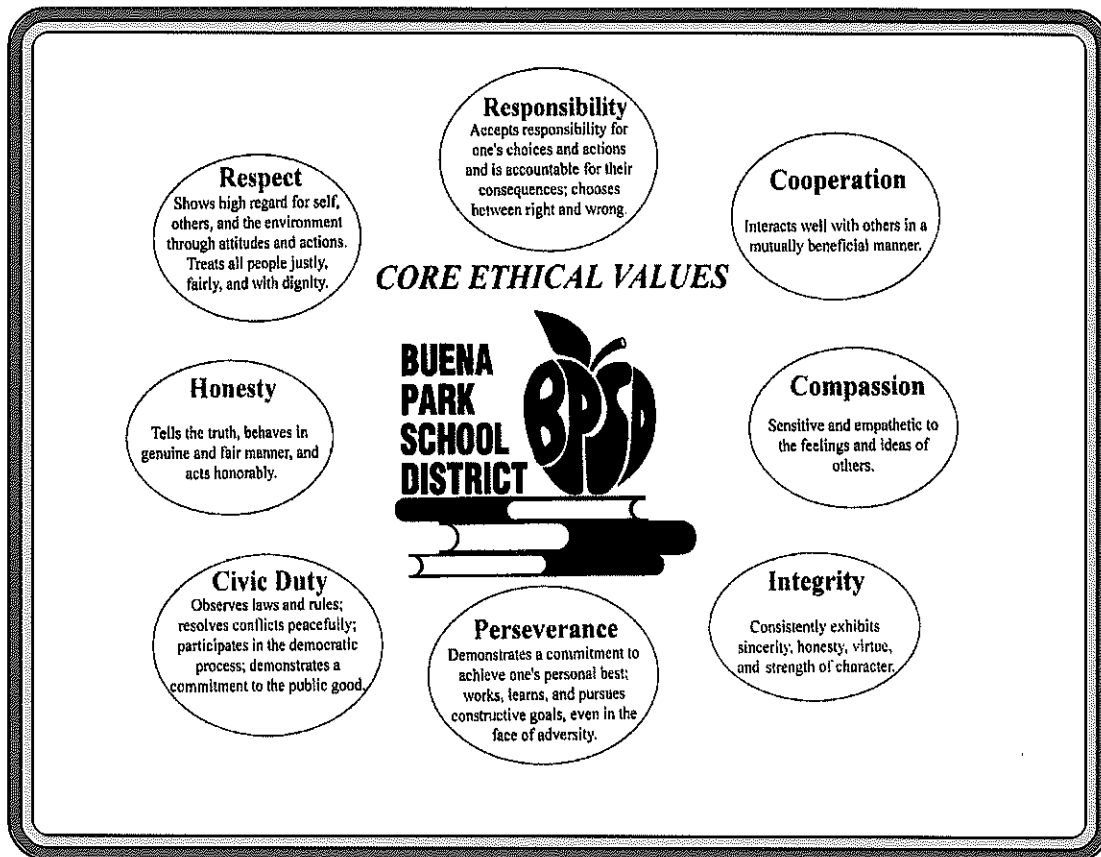 Responsibility
Accepts responsibility for
one's choices and actions
and is accountable for their
consequences; chooses
between right and wrong.
Respect
Shows high regard for self,
others, and the environment
through attitudes and actions.
Treats all people justly,
fairly, and with dignity.
Cooperation
Interacts well with others in a
mutually beneficial manner.
CORE ETHICAL VALUES
BUENA
PARK
SCHOOL
DISTRICT
BPSD
Honesty
Tells the truth, behaves in
genuine and fair manner, and
acts honorably.
Compassion
Sensitive and empathetic to
the feelings and ideas of
others.
Civic Duty
Observes laws and rules;
resolves conflicts peacefully;
participates in the democratic
process; demonstrates a
commitment to the public good.
Perseverance
Demonstrates a commitment to
achieve one's personal best;
works, learns, and pursues
constructive goals, even in the
face of adversity.
Integrity
Consistently exhibits
sincerity, honesty, virtue,
and strength of character.